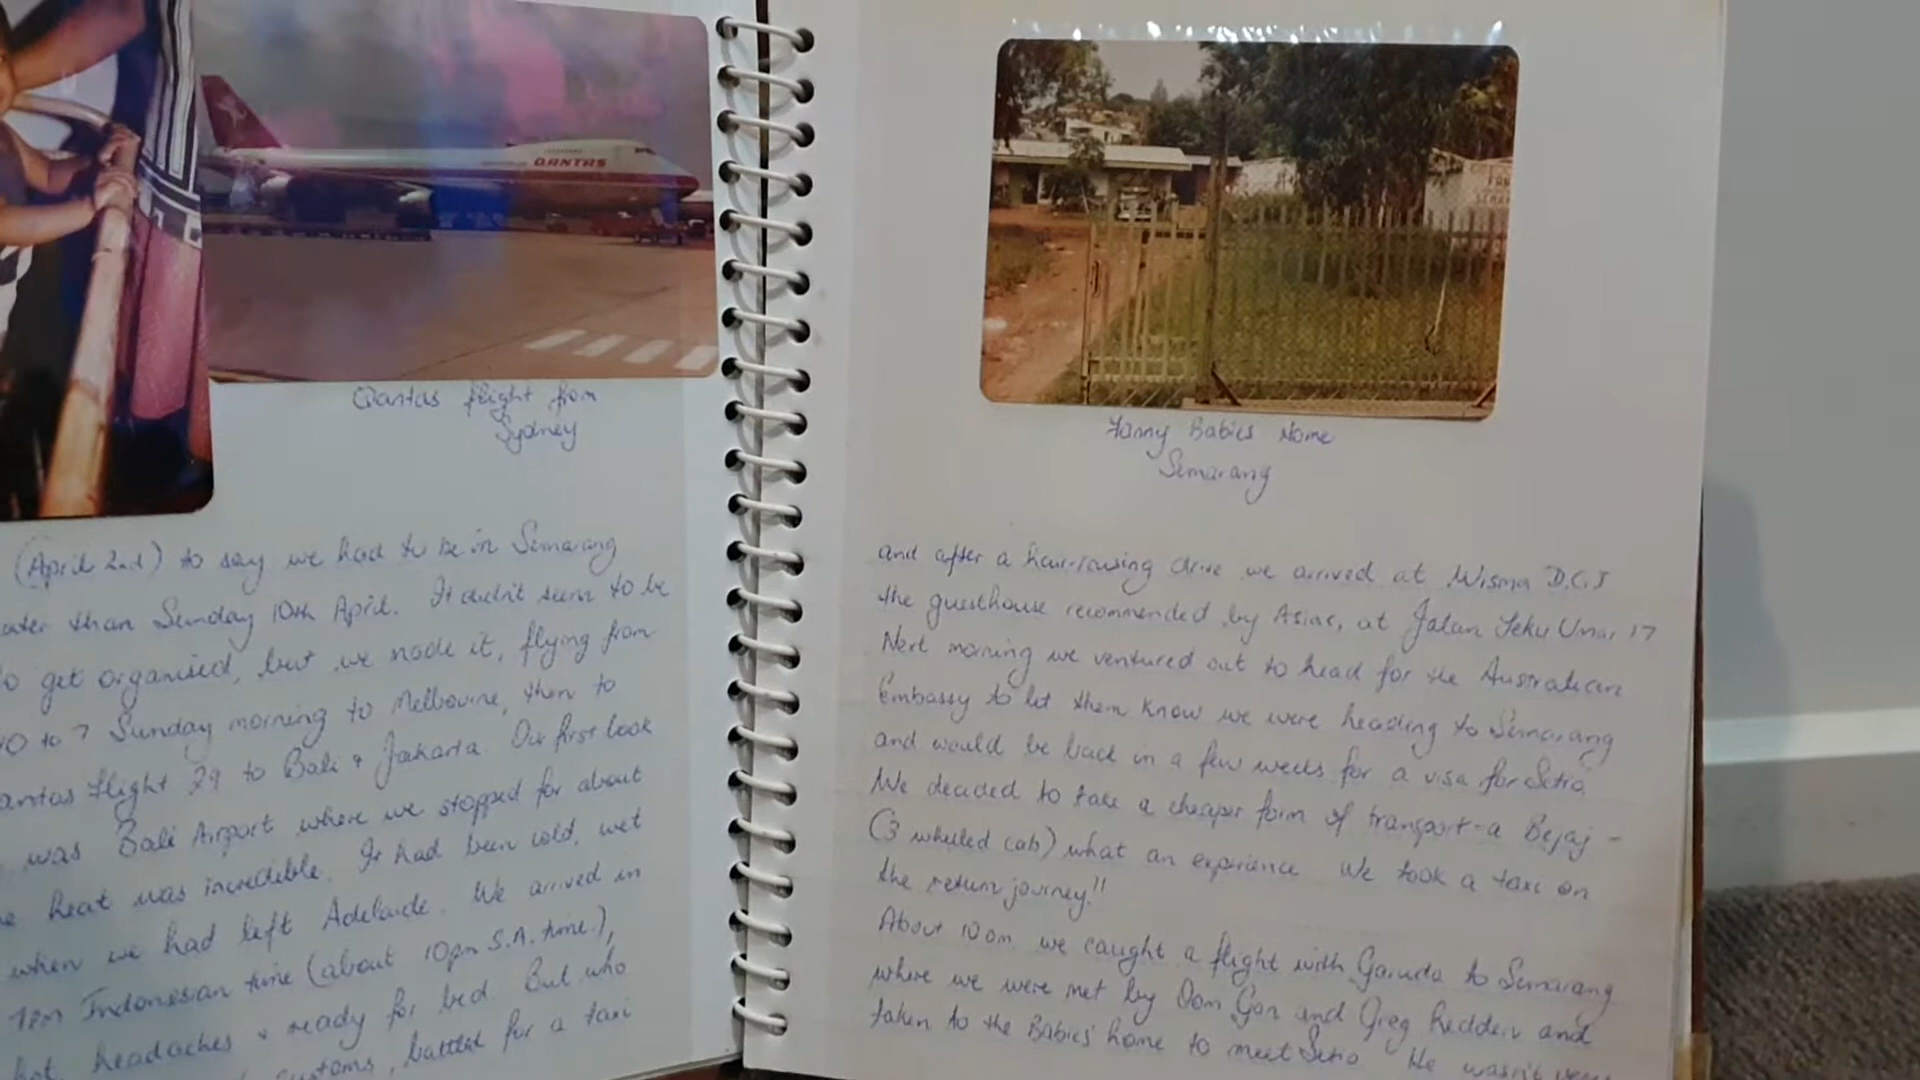 QANTAS
Qantas flight from
Sydney
(April 2nd) to say we had to be in Semarang
later than Sunday 10th April. It didn't seem to be
to get organised, but we made it, flying from
10 to 7 Sunday morning to Melbourne, then to
Qantas Flight 29 to Bali & Jakarta. Our first look
was Bali Airport where we stopped for about
heat was incredible. It had been cold, wet
when we had left Adelaide. We arrived in
7pm Indonesian time (about 10pm S.A. time),
hot, headaches & ready for bed. But who
customs, battled for a taxi
Fanny Babies Home
Semarang
and after a hair-raising drive we arrived at Wisma D.G.I
the guesthouse recommended by Asiac, at Jalan Teku Umar 17
Next morning we ventured out to head for the Australian
Embassy to let them know we were heading to Semarang
and would be back in a few weeks for a visa for Setio
We decided to take a cheaper form of transport - a Bejaj -
(3 wheeled cab) what an experience We took a taxi on
the return journey!!
About 10am we caught a flight with Garuda to Semarang
where we were met by Oom Gon and Greg Redden and
taken to the Babies' home to meet Setio He wasn't very